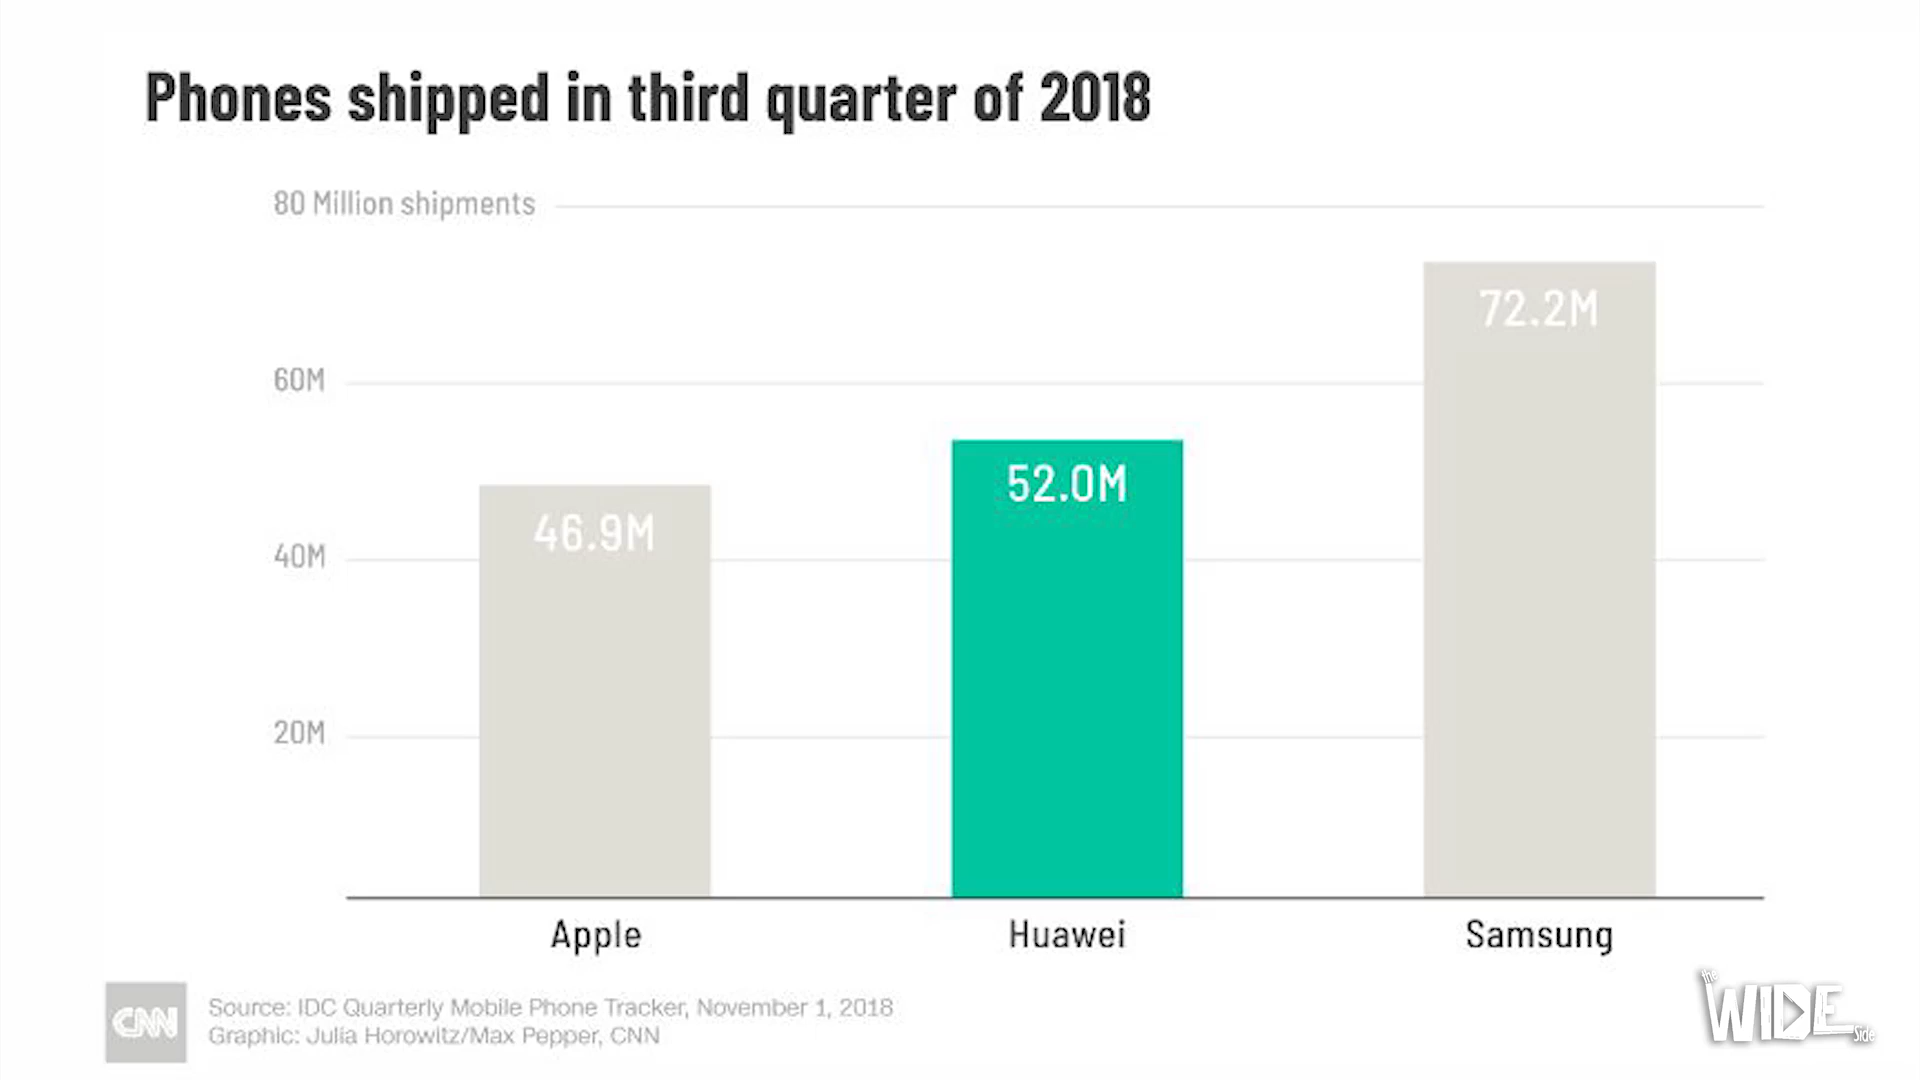 Phones shipped in third quarter of 2018
80 Million shipments
72.2M
60M
52.0M
46.9M
40M
20M
Apple
Huawei
Samsung
CNN
Source: IDC Quarterly Mobile Phone Tracker, November 1, 2018
Graphic: Julia Horowitz/Max Pepper, CNN
the
WIDE
Side